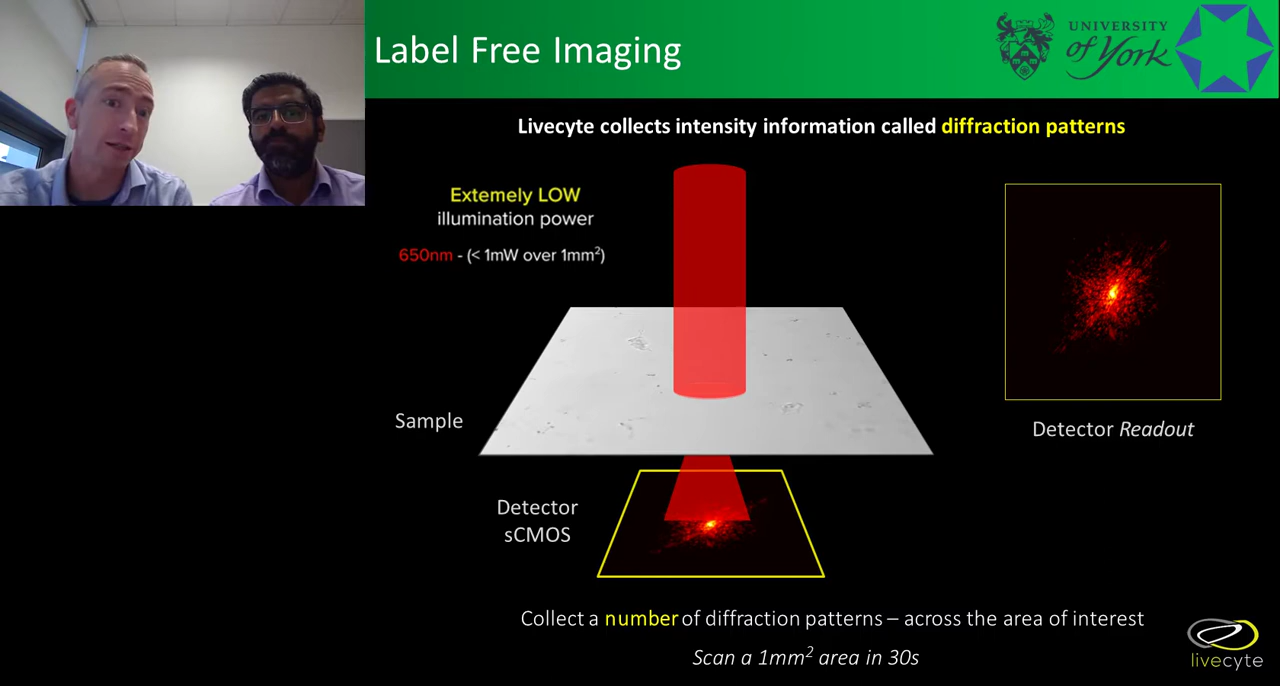 Label Free Imaging
UNIVERSITY
of York
Livecyte collects intensity information called diffraction patterns
Extemely LOW
illumination power
650nm - (< 1mW over 1mm²)
Sample
Detector Readout
Detector
sCMOS
Collect a number of diffraction patterns – across the area of interest
Scan a 1mm² area in 30s
livecyte